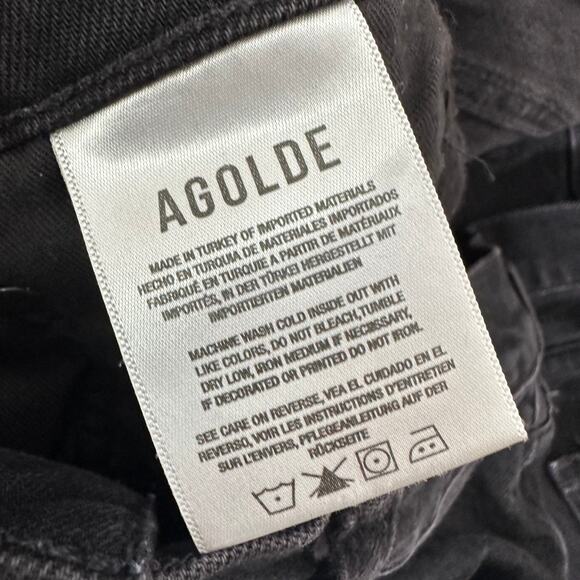 AGOLDE
MADE IN TURKEY OF IMPORTED MATERIALS
HECHO EN TURQUIA DE MATERIALES IMPORTADOS
FABRIQUÉ EN TURQUIE A PARTIR DE MATÉRIAUX
IMPORTÉS, IN DER TÜRKEI HERGESTELLT MIT
IMPORTIERTEN MATERIALIEN
MACHINE WASH COLD INSIDE OUT WITH
LIKE COLORS, DO NOT BLEACH, TUMBLE
DRY LOW, IRON MEDIUM IF NECISSARY,
IF DECORATED OR PRINTED DO NOT IRON.
SEE CARE ON REVERSE, VEA EL CUIDADO EN EL
REVERSO, VOIR LES INSTRUCTIONS D'ENTRETIEN
SUR L'ENVERS, PFLEGEANLEITUNG AUF DER
RÜCKSEITE